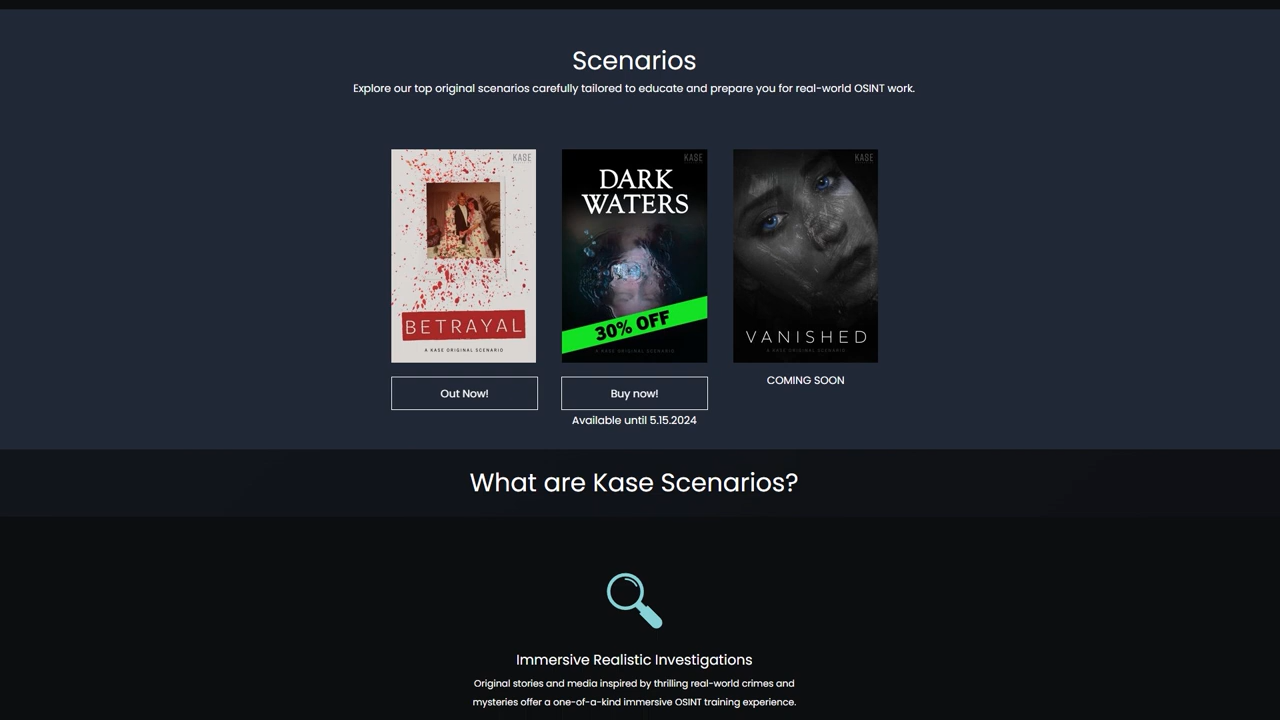 Scenarios
Explore our top original scenarios carefully tailored to educate and prepare you for real-world OSINT work.
KASE
BETRAYAL
A KASE ORIGINAL SCENARIO
Out Now!
KASE
DARK
WATERS
30% OFF
A KASE ORIGINAL SCENARIO
Buy now!
Available until 5.15.2024
KASE
VANISHED
A KASE ORIGINAL SCENARIO
COMING SOON
What are Kase Scenarios?
Immersive Realistic Investigations
Original stories and media inspired by thrilling real-world crimes and
mysteries offer a one-of-a-kind immersive OSINT training experience.